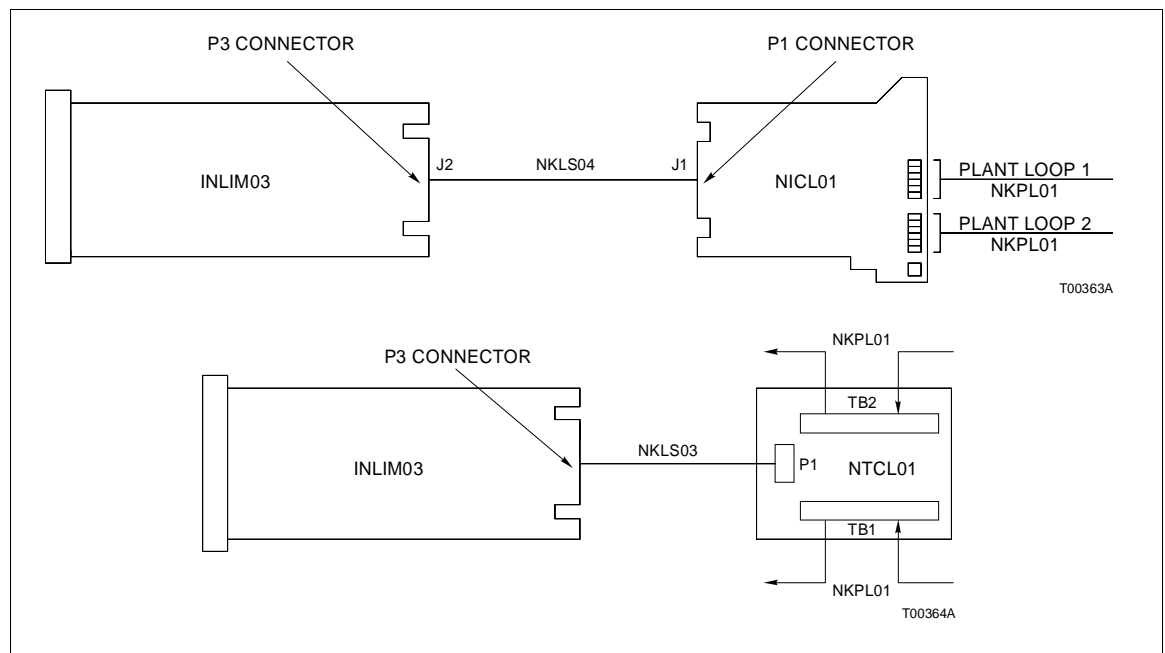 P3 CONNECTOR
P1 CONNECTOR
INLIM03
J2
NKLS04
J1
NICL01
PLANT LOOP 1
NKPL01
PLANT LOOP 2
NKPL01
T00363A
P3 CONNECTOR
NKPL01
TB2
INLIM03
NKLS03
P1
NTCL01
TB1
NKPL01
T00364A